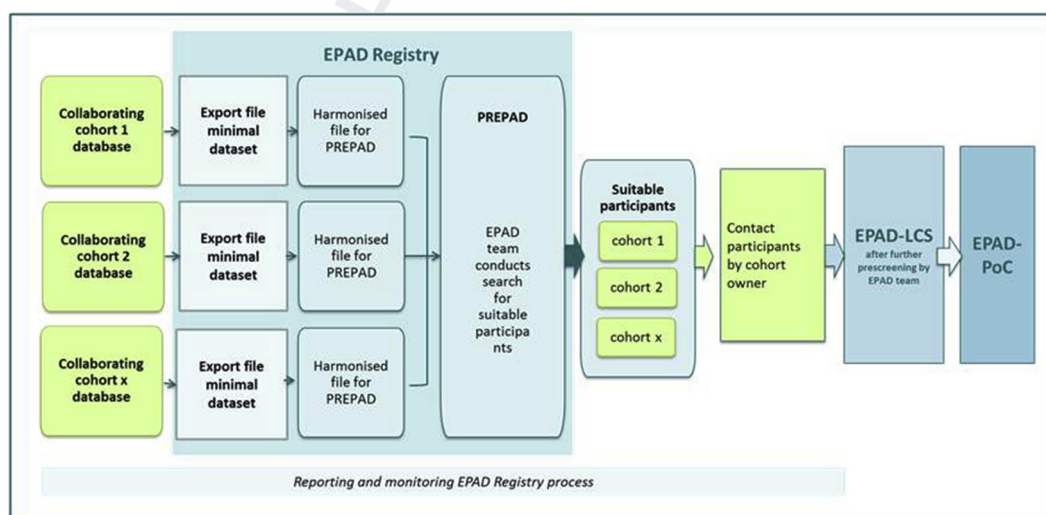 EPAD Registry
Collaborating
cohort 1
database
Export file
minimal
dataset
Harmonised
file for
PREPAD
Collaborating
cohort 2
database
Export file
minimal
dataset
Harmonised
file for
PREPAD
Collaborating
cohort x
database
Export file
minimal
dataset
Harmonised
file for
PREPAD
PREPAD
EPAD
team
conducts
search
for
suitable
participa
nts
Suitable
participants
cohort 1
cohort 2
cohort x
Contact
participants
by cohort
owner
EPAD-LCS
after further
prescreening by
EPAD team
EPAD-
PoC
Reporting and monitoring EPAD Registry process